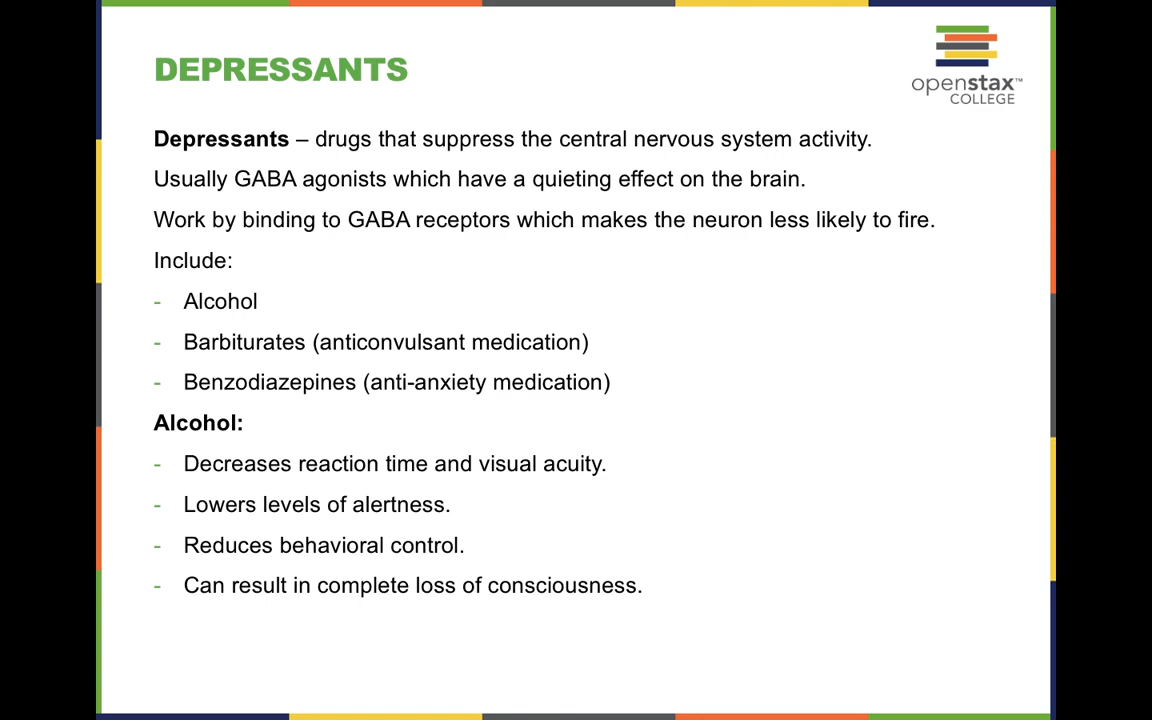 DEPRESSANTS
openstax™
COLLEGE
Depressants – drugs that suppress the central nervous system activity.
Usually GABA agonists which have a quieting effect on the brain.
Work by binding to GABA receptors which makes the neuron less likely to fire.
Include:
- Alcohol
- Barbiturates (anticonvulsant medication)
- Benzodiazepines (anti-anxiety medication)
Alcohol:
- Decreases reaction time and visual acuity.
- Lowers levels of alertness.
- Reduces behavioral control.
- Can result in complete loss of consciousness.